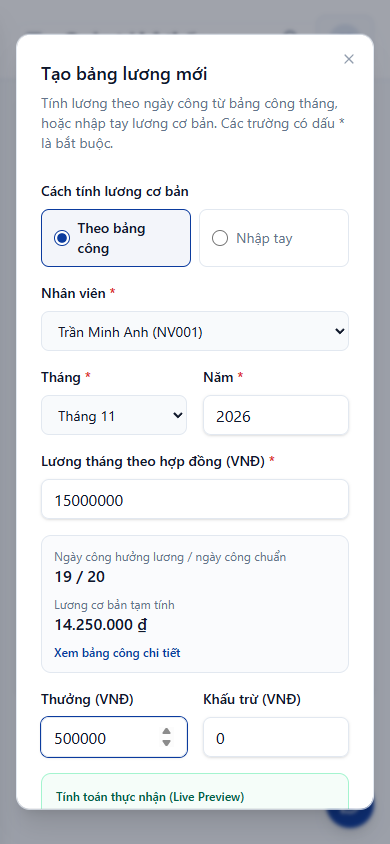 Tạo bảng lương mới
Tính lương theo ngày công từ bảng công tháng,
hoặc nhập tay lương cơ bản. Các trường có dấu *
là bắt buộc.
Cách tính lương cơ bản
Theo bảng
công
Nhập tay
Nhân viên *
Trần Minh Anh (NV001)
Tháng *
Năm *
Tháng 11
2026
Lương tháng theo hợp đồng (VNĐ) *
15000000
Ngày công hưởng lương / ngày công chuẩn
19 / 20
Lương cơ bản tạm tính
14.250.000 ₫
Xem bảng công chi tiết
Thưởng (VNĐ)
Khấu trừ (VNĐ)
500000
0
Tính toán thực nhận (Live Preview)